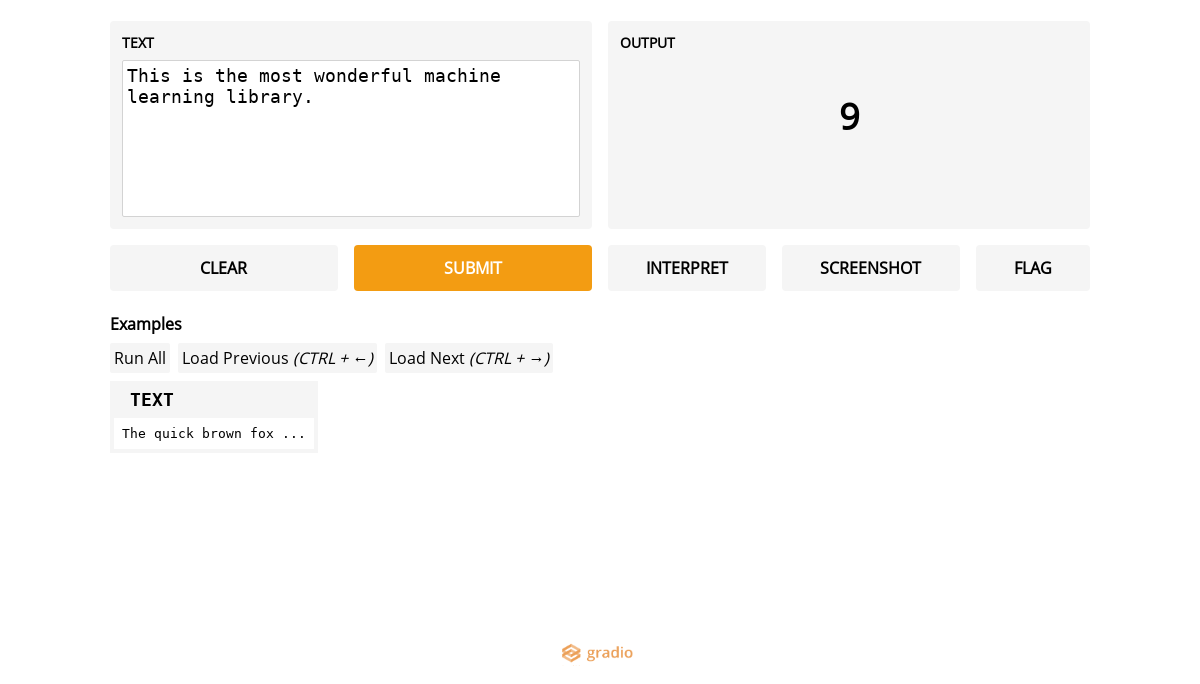 TEXT
OUTPUT
This is the most wonderful machine
learning library.
9
CLEAR
SUBMIT
INTERPRET
SCREENSHOT
FLAG
Examples
Run All
Load Previous (CTRL + ←)
Load Next (CTRL + →)
TEXT
The quick brown fox ...
gradio